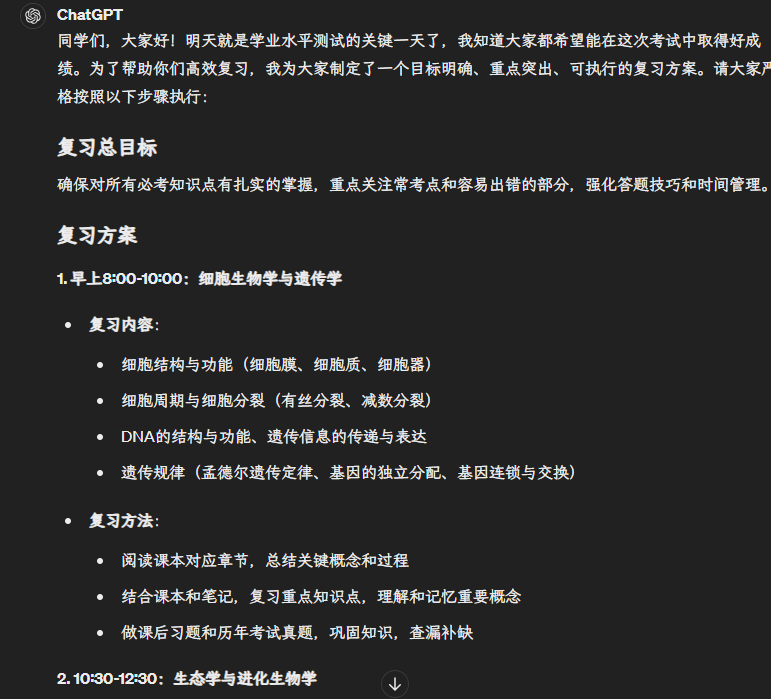 ChatGPT
同学们，大家好！明天就是学业水平测试的关键一天了，我知道大家都希望能在这次考试中取得好成
绩。为了帮助你们高效复习，我为大家制定了一个目标明确、重点突出、可执行的复习方案。请大家严
格按照以下步骤执行：
复习总目标
确保对所有必考知识点有扎实的掌握，重点关注常考点和容易出错的部分，强化答题技巧和时间管理。
复习方案
1. 早上8:00-10:00：细胞生物学与遗传学
• 复习内容：
• 细胞结构与功能（细胞膜、细胞质、细胞器）
• 细胞周期与细胞分裂（有丝分裂、减数分裂）
• DNA的结构与功能、遗传信息的传递与表达
• 遗传规律（孟德尔遗传定律、基因的独立分配、基因连锁与交换）
• 复习方法：
• 阅读课本对应章节，总结关键概念和过程
• 结合课本和笔记，复习重点知识点，理解和记忆重要概念
• 做课后习题和历年考试真题，巩固知识，查漏补缺
2. 10:30-12:30：生态学与进化生物学